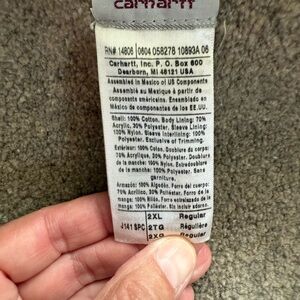 carhartt
RN# 14806 0604 058278 10893A 06
Carhartt, Inc. P.O. Box 600
Dearborn, MI 48121 USA
Assembled in Mexico of US Components
Assemblé au Mexique à partir de
composants américains. Ensamblado en
México de componentes de los EE.UU.
Shell: 100% Cotton. Body Lining: 70%
Acrylic, 30% Polyester. Sleeve Lining:
100% Nylon. Sleeve Interlining: 100%
Polyester. Exclusive of Trimming.
Extérieur: 100% Coton. Doublure du corps:
70% Acrylique, 30% Polyester. Doublure de
la manche: 100% Nylon. Entredoublure de
la manche: 100% Polyester. Sans
garniture.
Armazón: 100% Algodón. Forro del cuerpo:
70% Acrílico, 30% Poliéster. Forro de la
manga: 100% Nilón. Entretela de la manga:
100% Poliéster. Sin incluir adornos.
2XL Regular
J141 SPC 2TG Régulière
2XG Regular